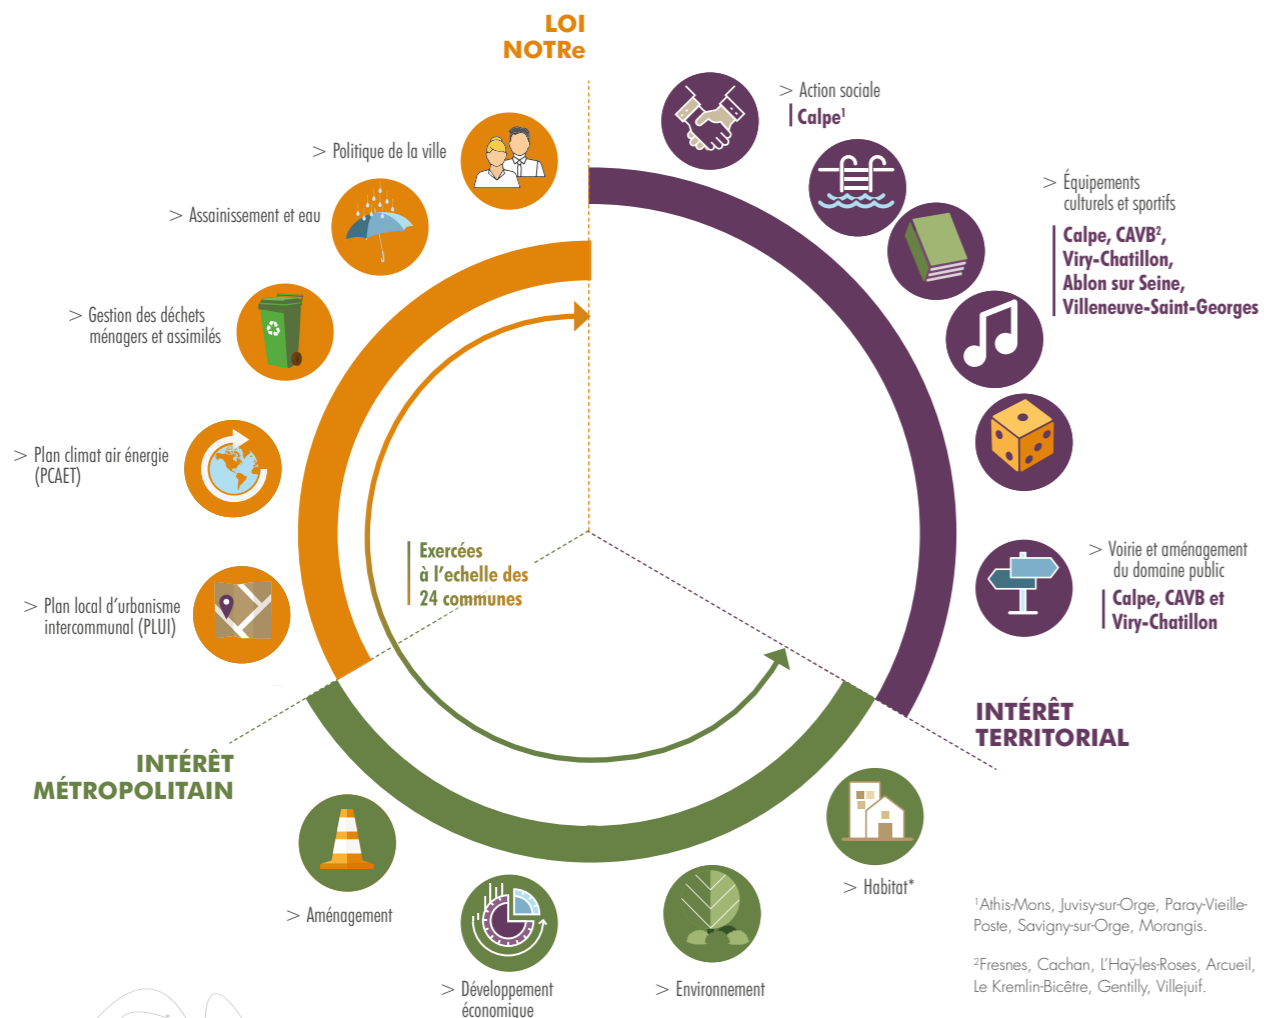 LOI
NOTRe
> Politique de la ville
> Assainissement et eau
> Gestion des déchets
ménagers et assimilés
> Plan climat air énergie
(PCAET)
> Plan local d'urbanisme
intercommunal (PLUI)
> Action sociale
Calpe¹
> Équipements
culturels et sportifs
Calpe, CAVB²,
Viry-Chatillon,
Ablon sur Seine,
Villeneuve-Saint-Georges
> Voirie et aménagement
du domaine public
Calpe, CAVB et
Viry-Chatillon
Exercées
à l'echelle des
24 communes
INTÉRÊT
TERRITORIAL
INTÉRÊT
MÉTROPOLITAIN
> Aménagement
> Développement
économique
> Environnement
> Habitat*
¹Athis-Mons, Juvisy-sur-Orge, Paray-Vieille-
Poste, Savigny-sur-Orge, Morangis.
²Fresnes, Cachan, L'Haÿ-les-Roses, Arcueil,
Le Kremlin-Bicêtre, Gentilly, Villejuif.